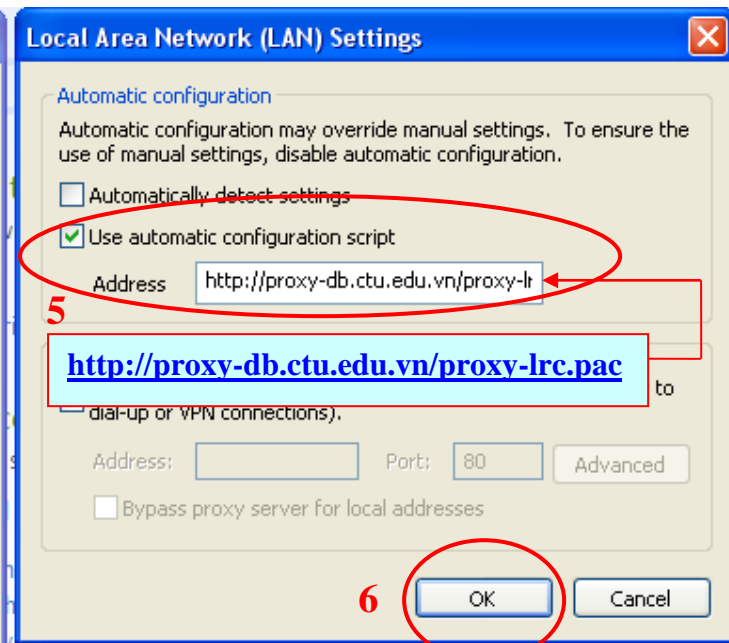 Local Area Network (LAN) Settings
Automatic configuration
Automatic configuration may override manual settings. To ensure the
use of manual settings, disable automatic configuration.
Automatically detect settings
Use automatic configuration script
Address http://proxy-db.ctu.edu.vn/proxy-lr
5
http://proxy-db.ctu.edu.vn/proxy-lrc.pac
to
dial-up or VPN connections).
Address: Port: 80 Advanced
Bypass proxy server for local addresses
6 OK Cancel